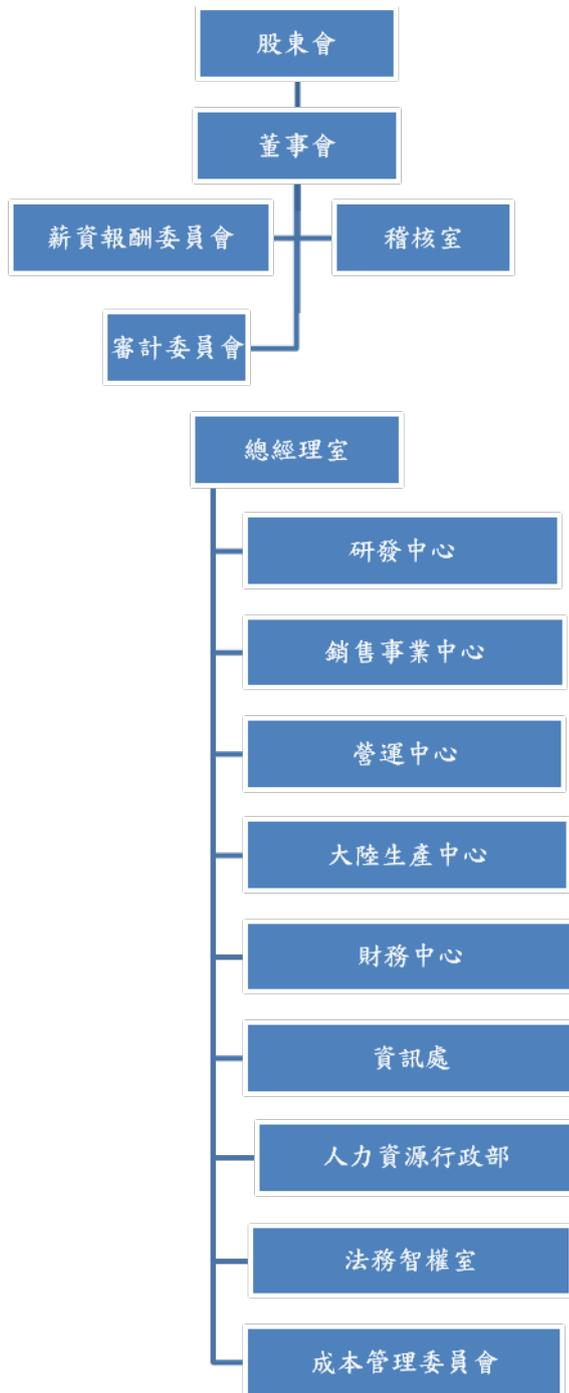 股東會
董事會
薪資報酬委員會
稽核室
審計委員會
總經理室
研發中心
銷售事業中心
營運中心
大陸生產中心
財務中心
資訊處
人力資源行政部
法務智權室
成本管理委員會